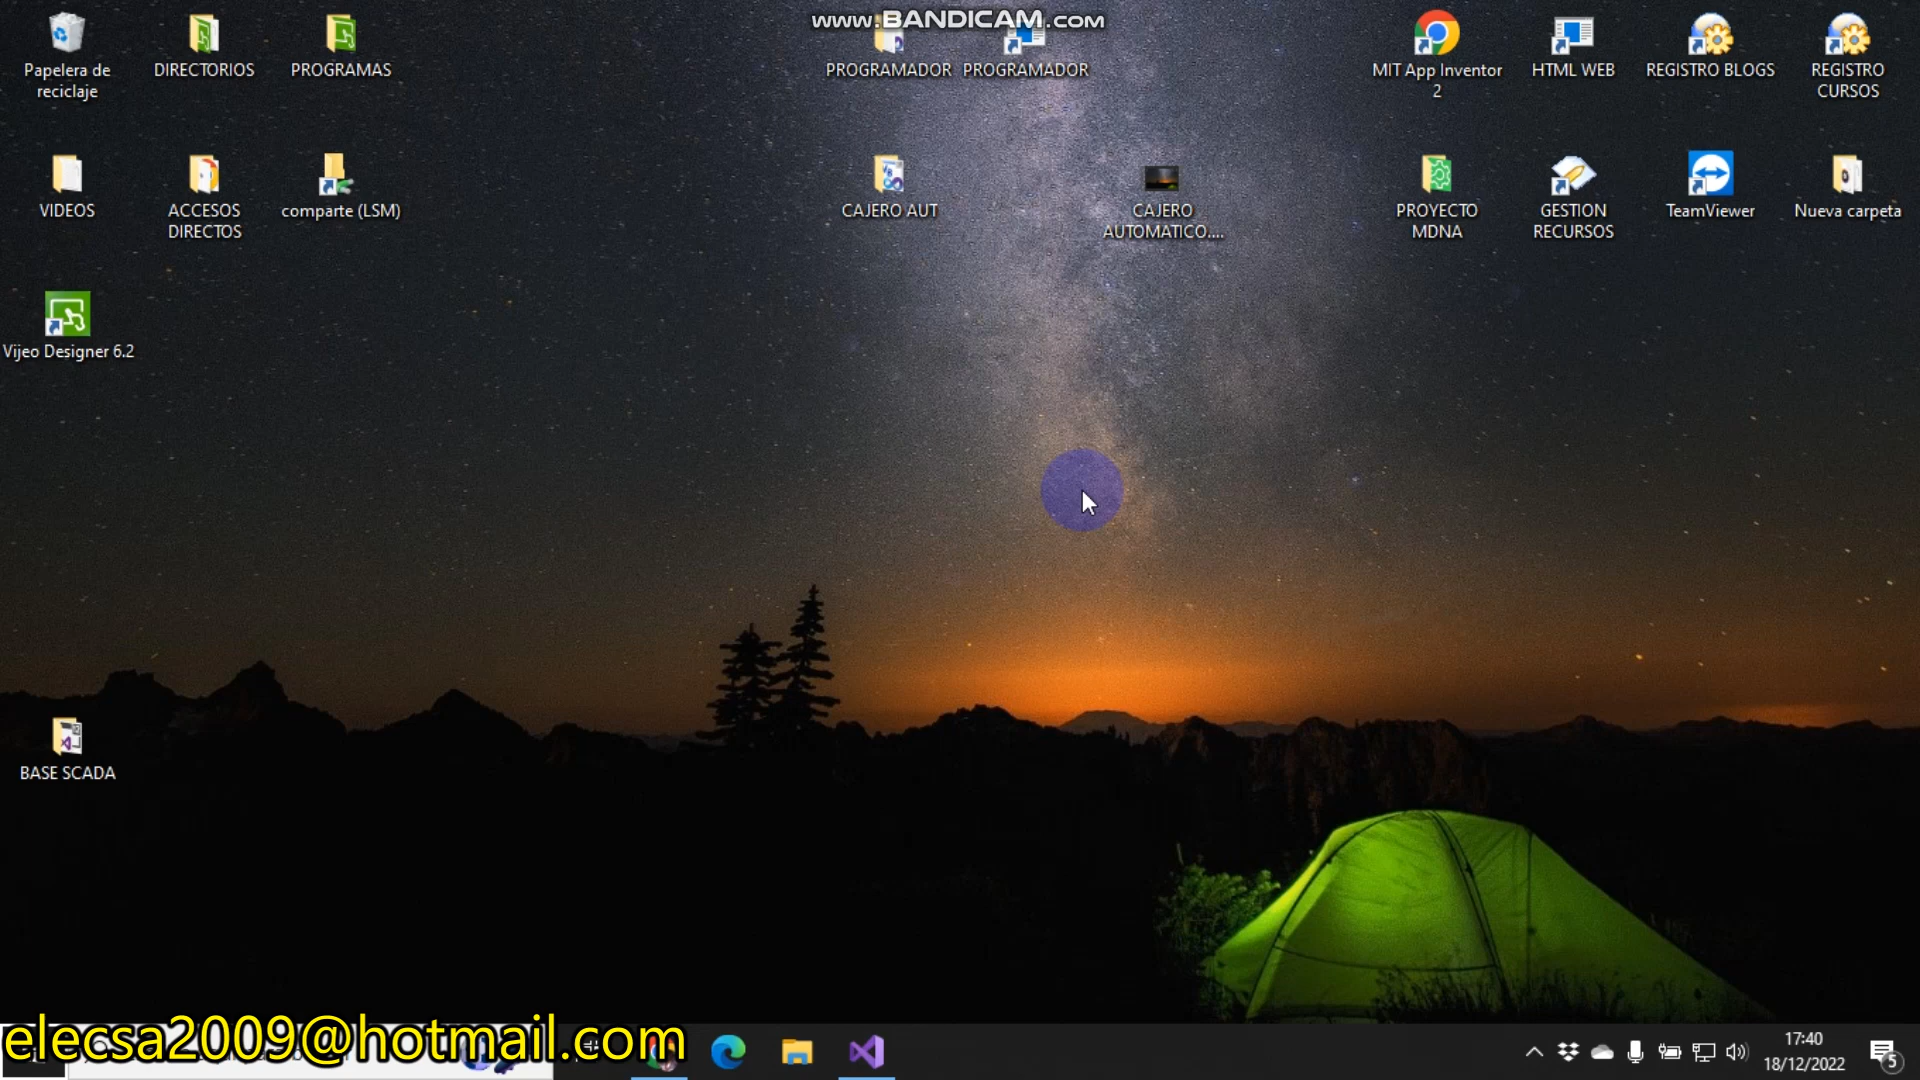 www.BANDICAM.com
Papelera de
reciclaje
DIRECTORIOS
PROGRAMAS
PROGRAMADOR
PROGRAMADOR
MIT App Inventor
2
HTML WEB
REGISTRO BLOGS
REGISTRO
CURSOS
VIDEOS
ACCESOS
DIRECTOS
comparte (LSM)
CAJERO AUT
CAJERO
AUTOMATICO....
PROYECTO
MDNA
GESTION
RECURSOS
TeamViewer
Nueva carpeta
Vijeo Designer 6.2
BASE SCADA
elecsa2009@hotmail.com
17:40
18/12/2022
5